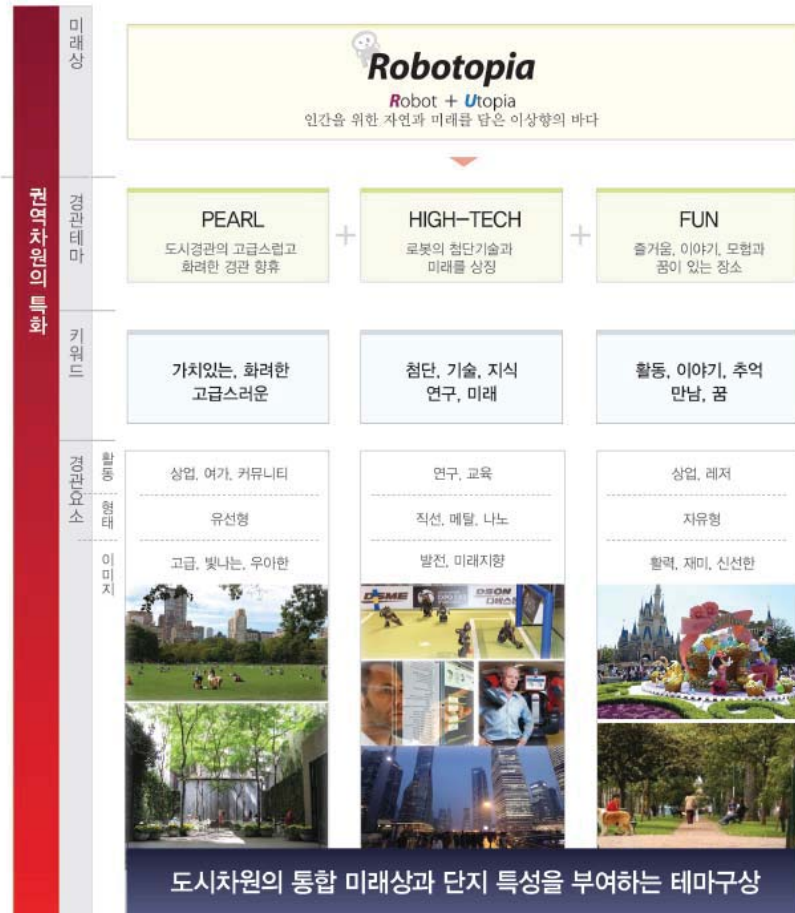 권역차원의 특화
미래상
Robotopia
Robot + Utopia
인간을 위한 자연과 미래를 담은 이상향의 바다
경관테마
PEARL
도시경관의 고급스럽고
화려한 경관 향휴
+
HIGH-TECH
로봇의 첨단기술과
미래를 상징
+
FUN
즐거움, 이야기, 모험과
꿈이 있는 장소
키워드
가치있는, 화려한
고급스러운
첨단, 기술, 지식
연구, 미래
활동, 이야기, 추억
만남, 꿈
경관요소
활동
상업, 여가, 커뮤니티
연구, 교육
상업, 레저
형태
유선형
직선, 메탈, 나노
자유형
이미지
고급, 빛나는, 우아한
발전, 미래지향
활력, 재미, 신선한
DSME
DSON
도시차원의 통합 미래상과 단지 특성을 부여하는 테마구상